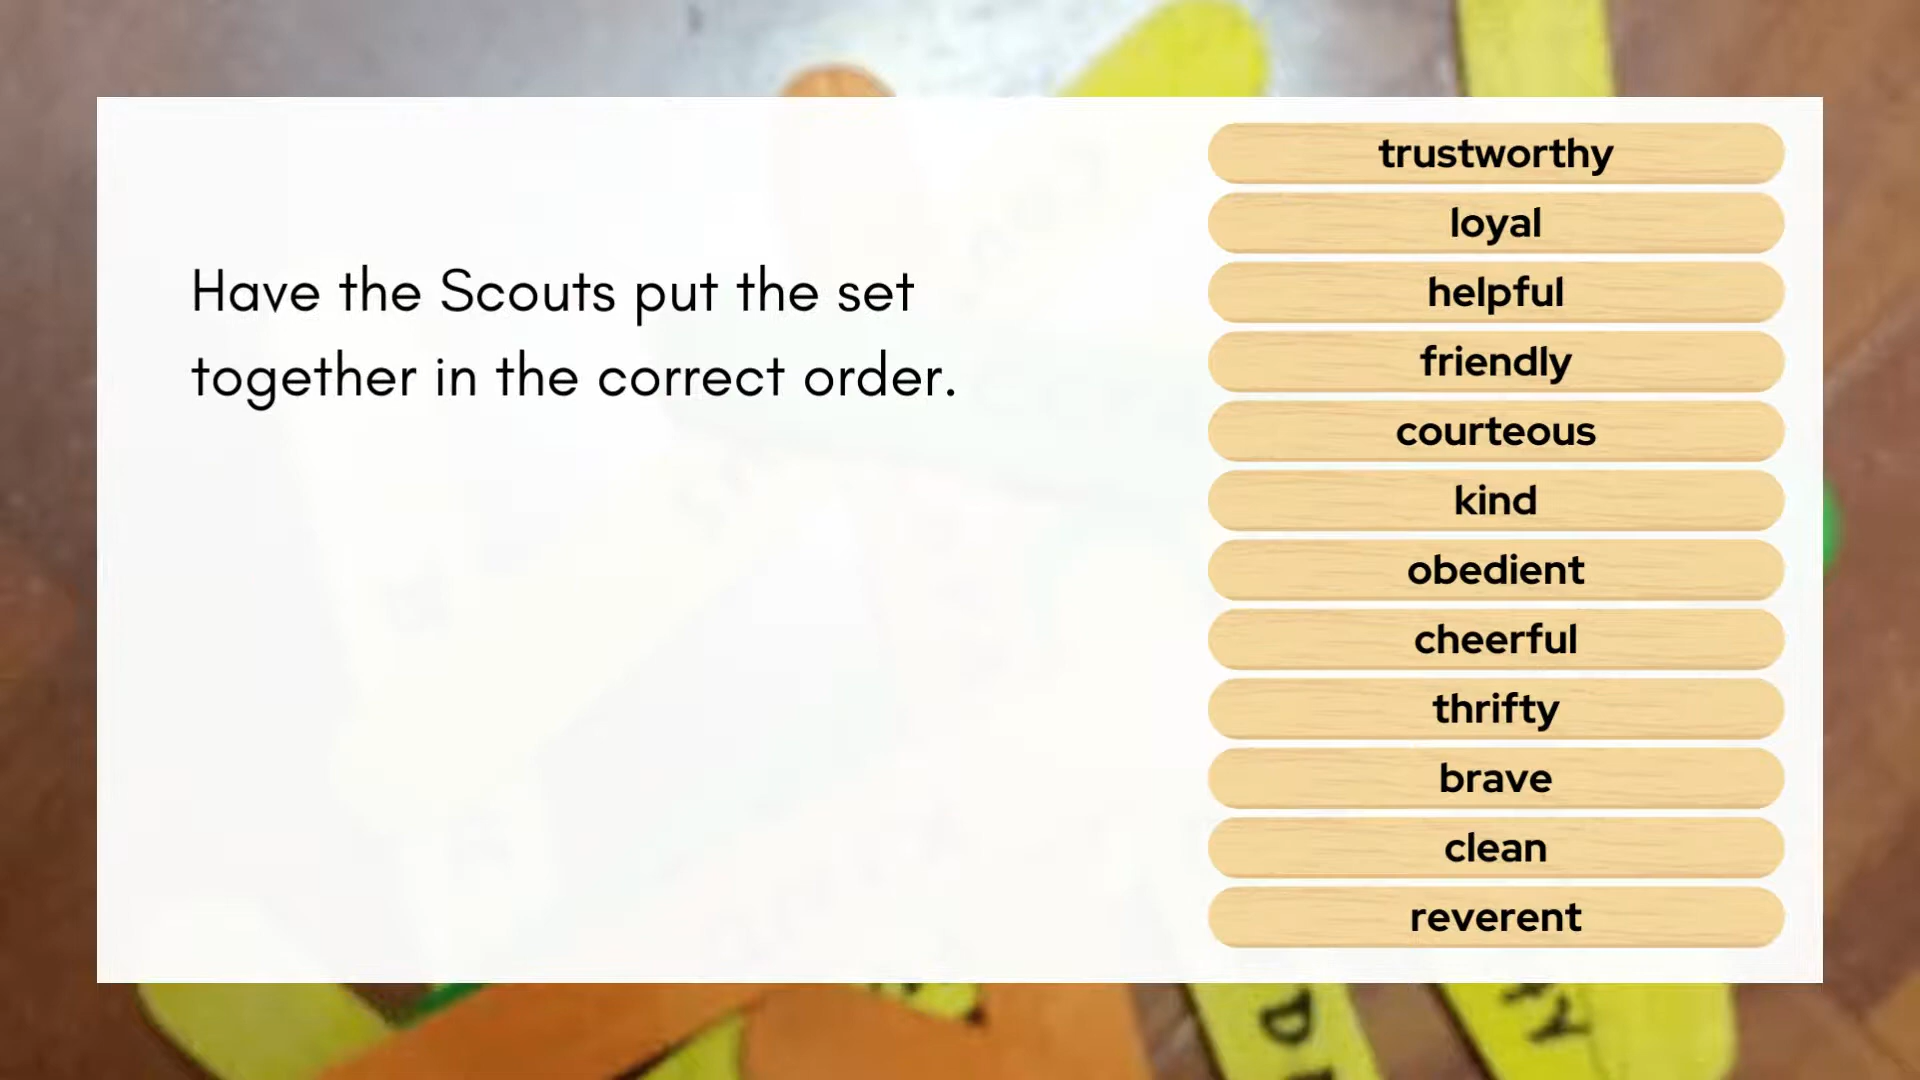 Have the Scouts put the set
together in the correct order.
trustworthy
loyal
helpful
friendly
courteous
kind
obedient
cheerful
thrifty
brave
clean
reverent